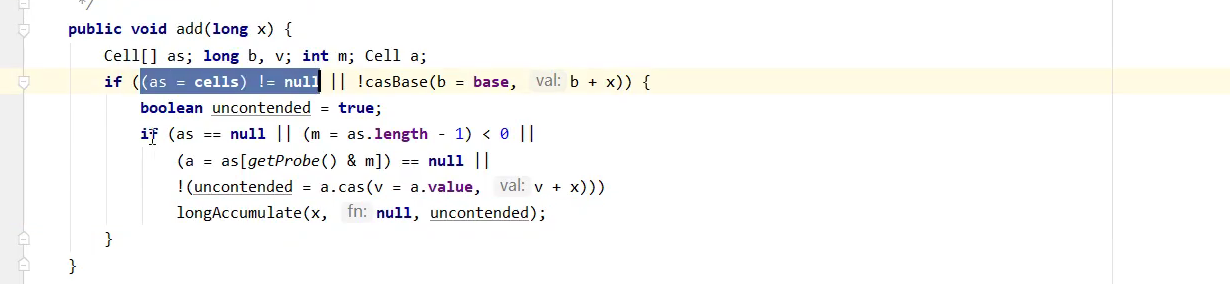 */
public void add(long x) {
Cell[] as; long b, v; int m; Cell a;
if ((as = cells) != null || !casBase(b = base, val: b + x)) {
boolean uncontended = true;
if (as == null || (m = as.length - 1) < 0 ||
(a = as[getProbe() & m]) == null ||
!(uncontended = a.cas(v = a.value, val: v + x)))
longAccumulate(x, fn: null, uncontended);
}
}